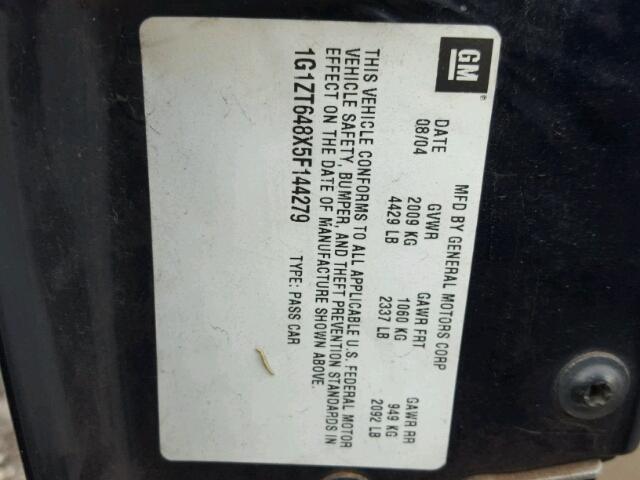 GM
®
MFD BY GENERAL MOTORS CORP
DATE GVWR GAWR FRT GAWR RR
08/04 2009 KG 1060 KG 949 KG
4429 LB 2337 LB 2092 LB
THIS VEHICLE CONFORMS TO ALL APPLICABLE U.S. FEDERAL MOTOR
VEHICLE SAFETY, BUMPER, AND THEFT PREVENTION STANDARDS IN
EFFECT ON THE DATE OF MANUFACTURE SHOWN ABOVE.
1G1ZT648X5F144279 TYPE: PASS CAR